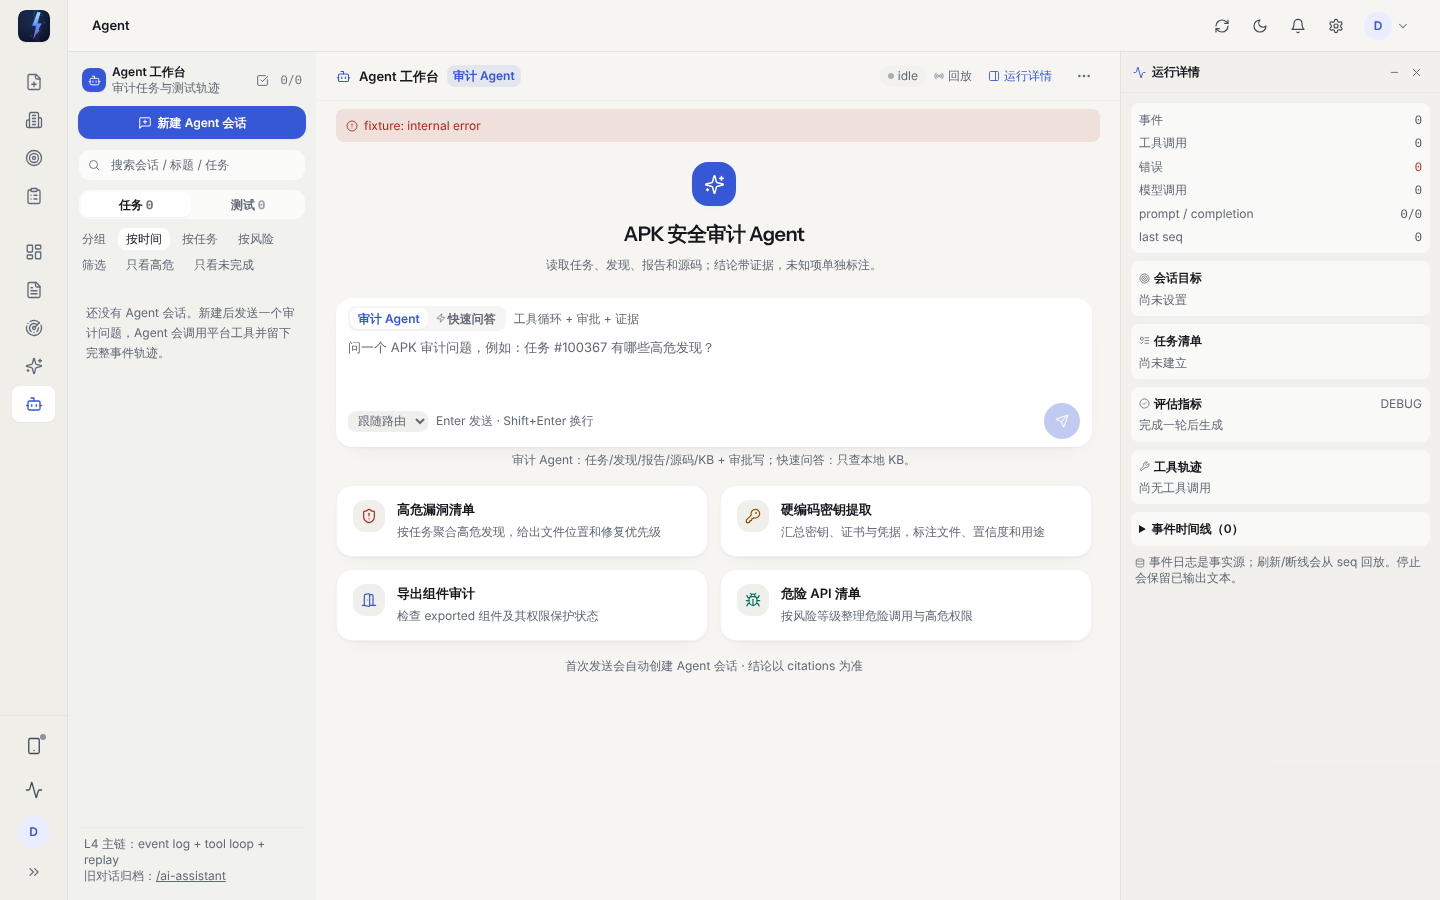 Agent
D
Agent 工作台
审计任务与测试轨迹
0/0
新建 Agent 会话
搜索会话 / 标题 / 任务
任务 0
测试 0
分组
按时间
按任务
按风险
筛选
只看高危
只看未完成
还没有 Agent 会话。新建后发送一个审
计问题，Agent 会调用平台工具并留下
完整事件轨迹。
D
L4 主链：event log + tool loop +
replay
旧对话归档：/ai-assistant
Agent 工作台
审计 Agent
idle
回放
运行详情
fixture: internal error
APK 安全审计 Agent
读取任务、发现、报告和源码；结论带证据，未知项单独标注。
审计 Agent
快速问答
工具循环 + 审批 + 证据
问一个 APK 审计问题，例如：任务 #100367 有哪些高危发现？
跟随路由
Enter 发送 · Shift+Enter 换行
审计 Agent：任务/发现/报告/源码/KB + 审批写；快速问答：只查本地 KB。
高危漏洞清单
按任务聚合高危发现，给出文件位置和修复优先级
硬编码密钥提取
汇总密钥、证书与凭据，标注文件、置信度和用途
导出组件审计
检查 exported 组件及其权限保护状态
危险 API 清单
按风险等级整理危险调用与高危权限
首次发送会自动创建 Agent 会话 · 结论以 citations 为准
运行详情
事件
0
工具调用
0
错误
0
模型调用
0
prompt / completion
0/0
last seq
0
会话目标
尚未设置
任务清单
尚未建立
评估指标
DEBUG
完成一轮后生成
工具轨迹
尚无工具调用
事件时间线（0）
事件日志是事实源；刷新/断线会从 seq 回放。停止
会保留已输出文本。